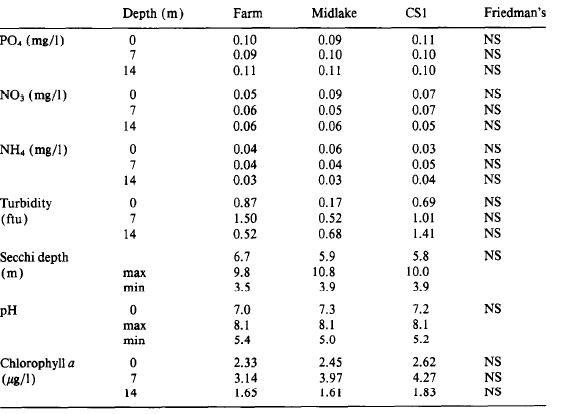 Depth (m) Farm Midlake CS1 Friedman's
PO₄ (mg/l) 0 0.10 0.09 0.11 NS
7 0.09 0.10 0.10 NS
14 0.11 0.11 0.10 NS
NO₃ (mg/l) 0 0.05 0.09 0.07 NS
7 0.06 0.05 0.07 NS
14 0.06 0.06 0.05 NS
NH₄ (mg/l) 0 0.04 0.06 0.03 NS
7 0.04 0.04 0.05 NS
14 0.03 0.03 0.04 NS
Turbidity 0 0.87 0.17 0.69 NS
(ftu) 7 1.50 0.52 1.01 NS
14 0.52 0.68 1.41 NS
Secchi depth 6.7 5.9 5.8 NS
(m) max 9.8 10.8 10.0
min 3.5 3.9 3.9
pH 0 7.0 7.3 7.2 NS
max 8.1 8.1 8.1
min 5.4 5.0 5.2
Chlorophyll a 0 2.33 2.45 2.62 NS
(μg/l) 7 3.14 3.97 4.27 NS
14 1.65 1.61 1.83 NS